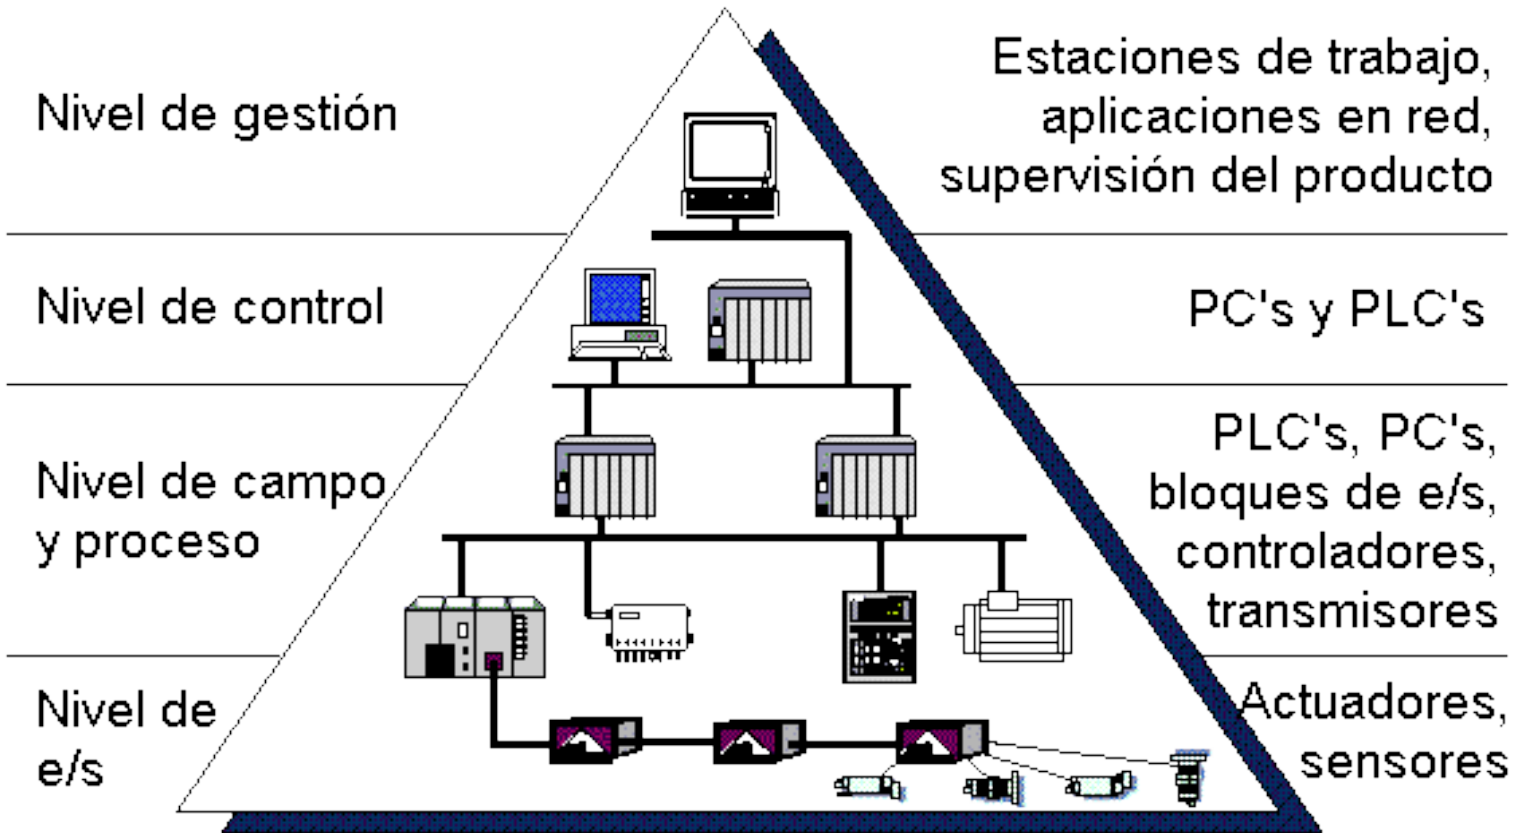 Nivel de gestión
Estaciones de trabajo,
aplicaciones en red,
supervisión del producto
Nivel de control
PC's y PLC's
Nivel de campo
y proceso
PLC's, PC's,
bloques de e/s,
controladores,
transmisores
Nivel de
e/s
Actuadores,
sensores